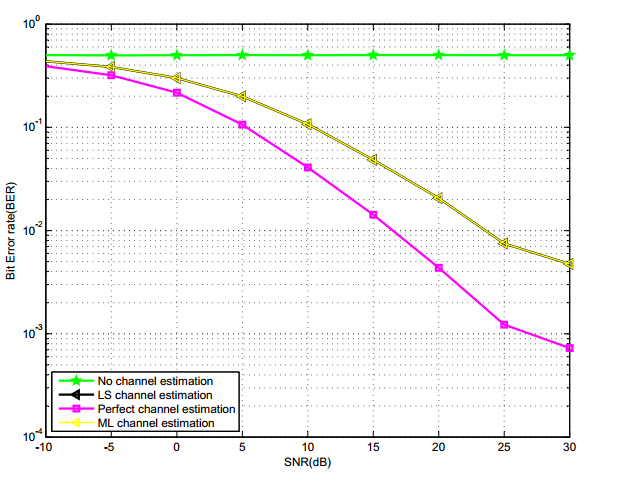 10^0
10^-1
10^-2
10^-3
10^-4
Bit Error rate(BER)
No channel estimation
LS channel estimation
Perfect channel estimation
ML channel estimation
-10 -5 0 5 10 15 20 25 30
SNR(dB)